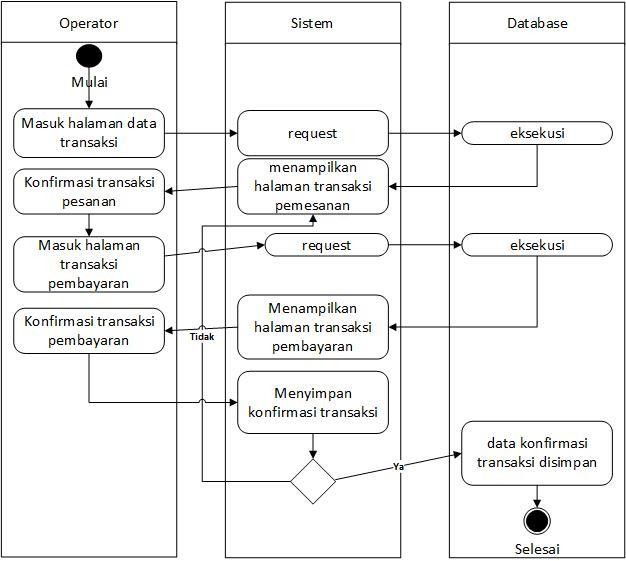 Operator
Sistem
Database
Mulai
Masuk halaman data
transaksi
request
eksekusi
menampilkan
halaman transaksi
pemesanan
Konfirmasi transaksi
pesanan
Masuk halaman
transaksi
pembayaran
request
eksekusi
Menampilkan
halaman transaksi
pembayaran
Konfirmasi transaksi
pembayaran
Tidak
Menyimpan
konfirmasi transaksi
Ya
data konfirmasi
transaksi disimpan
Selesai